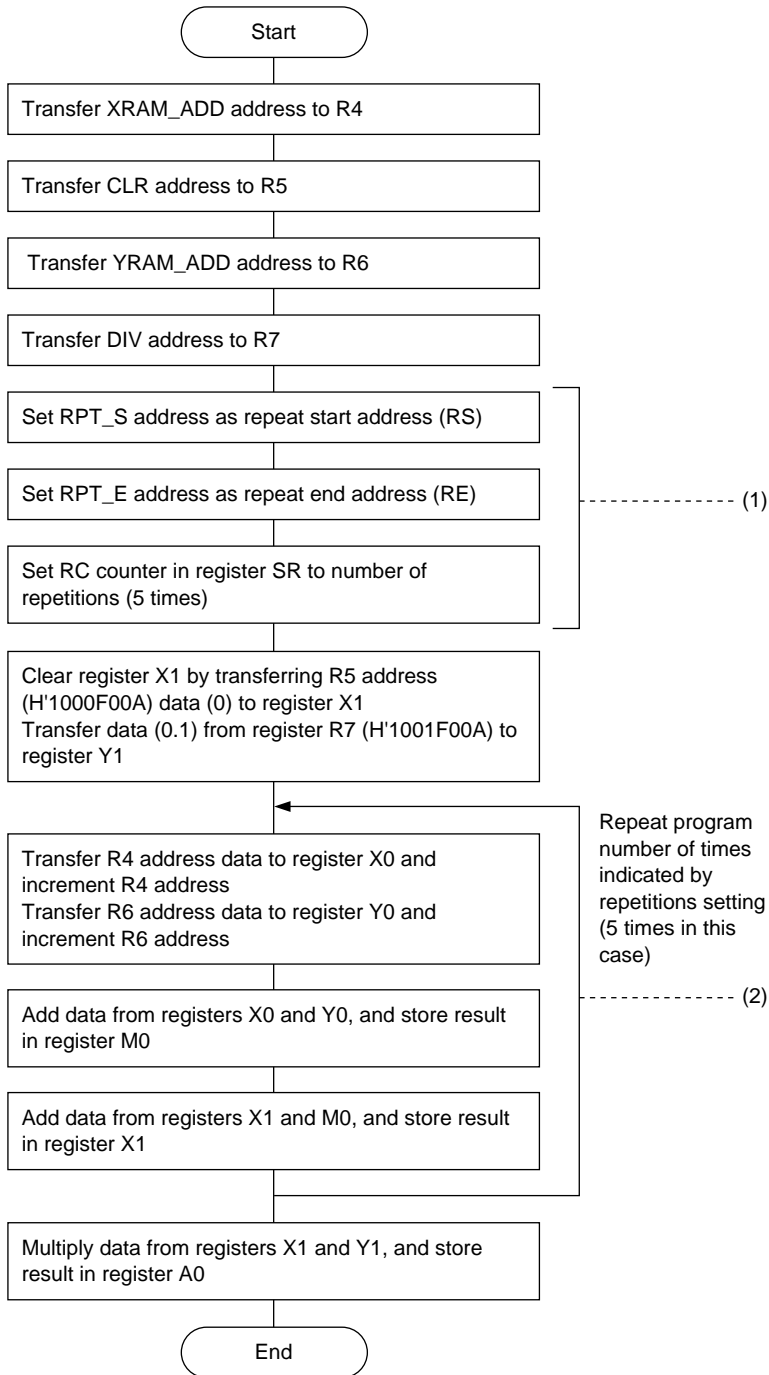 Start
Transfer XRAM_ADD address to R4
Transfer CLR address to R5
Transfer YRAM_ADD address to R6
Transfer DIV address to R7
Set RPT_S address as repeat start address (RS)
Set RPT_E address as repeat end address (RE)
(1)
Set RC counter in register SR to number of
repetitions (5 times)
Clear register X1 by transferring R5 address
(H'1000F00A) data (0) to register X1
Transfer data (0.1) from register R7 (H'1001F00A) to
register Y1
Repeat program
number of times
indicated by
repetitions setting
(5 times in this
case)
Transfer R4 address data to register X0 and
increment R4 address
Transfer R6 address data to register Y0 and
increment R6 address
(2)
Add data from registers X0 and Y0, and store result
in register M0
Add data from registers X1 and M0, and store result
in register X1
Multiply data from registers X1 and Y1, and store
result in register A0
End